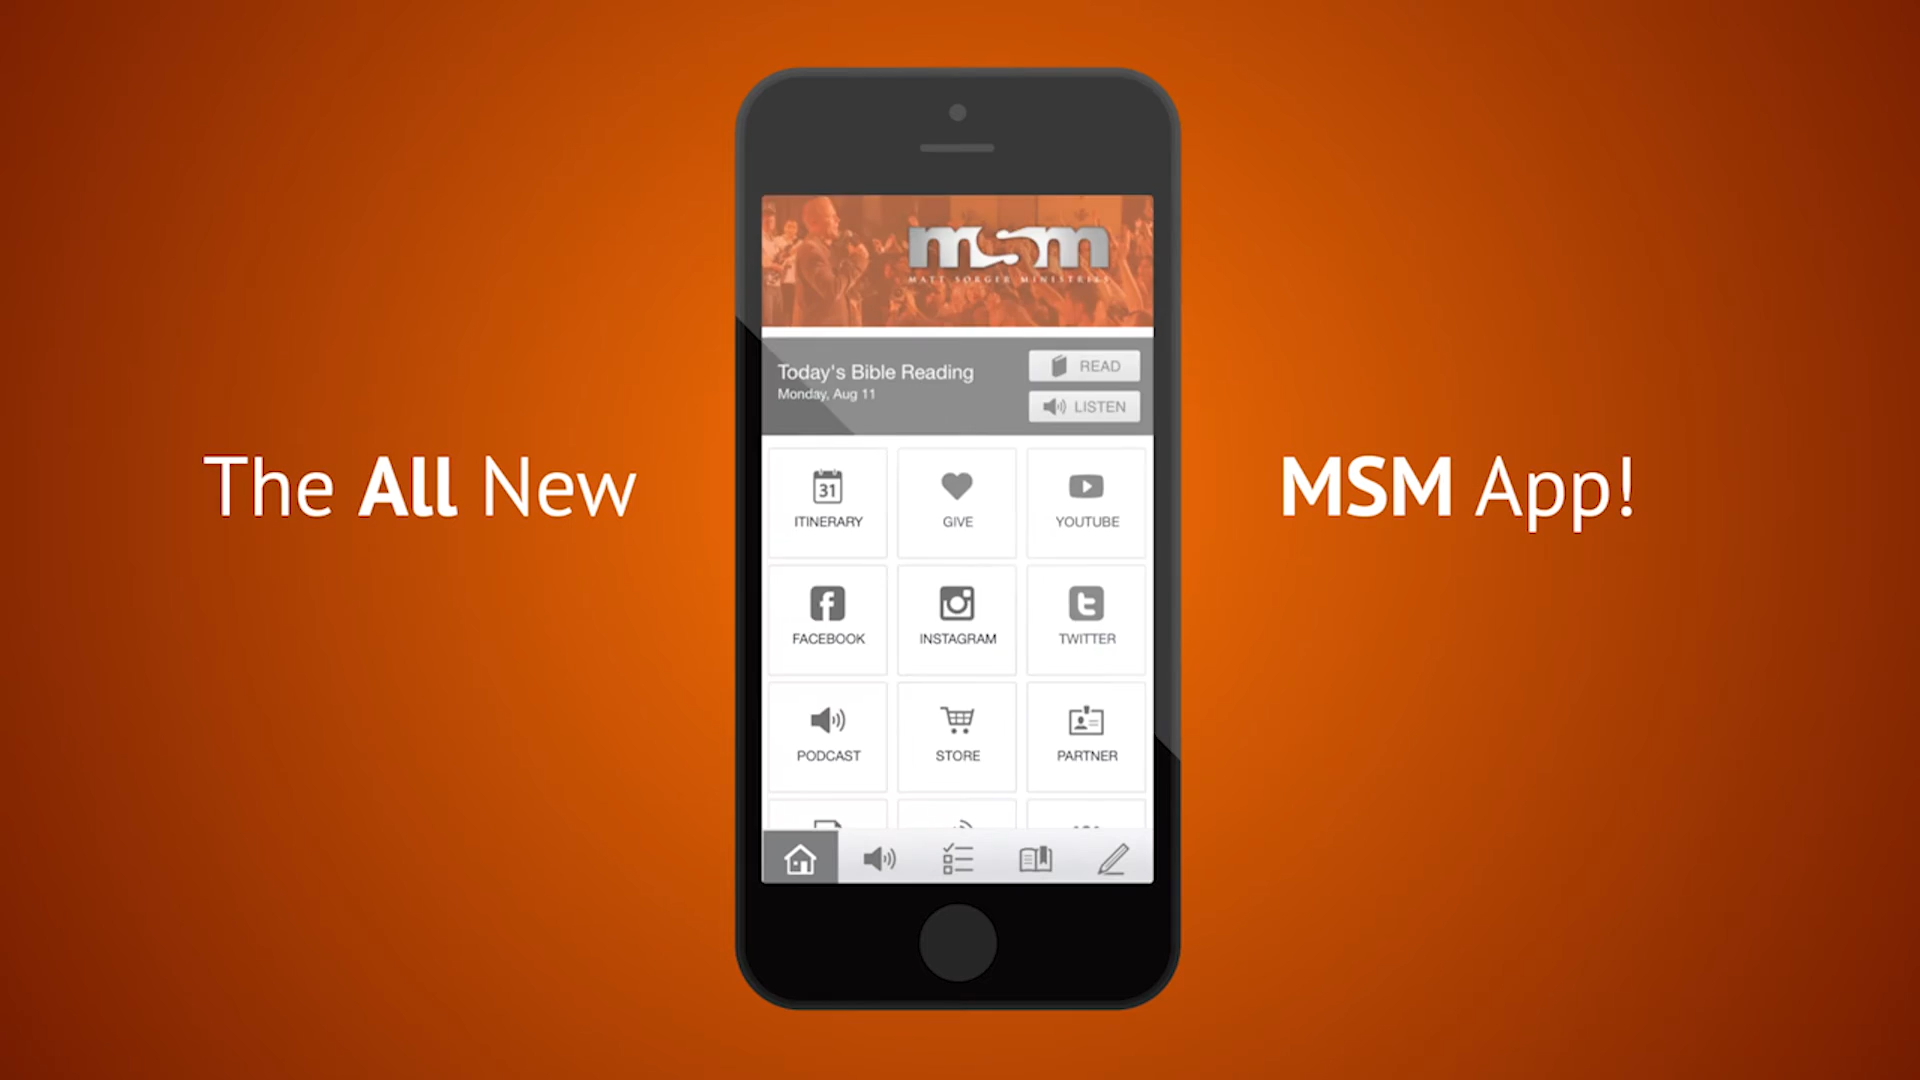 The All New
MSM App!
msm
MATT SORGER MINISTRIES
Today's Bible Reading
Monday, Aug 11
READ
LISTEN
31
ITINERARY
GIVE
YOUTUBE
FACEBOOK
INSTAGRAM
TWITTER
PODCAST
STORE
PARTNER